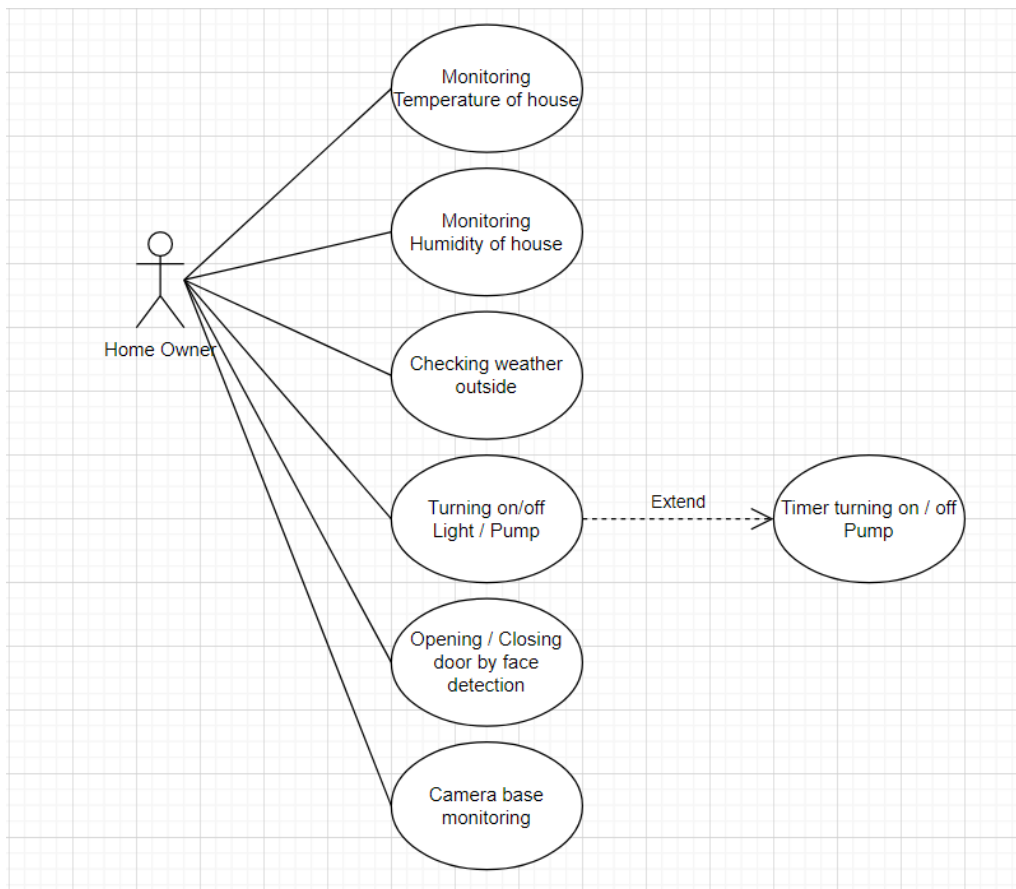 Monitoring
Temperature of house
Monitoring
Humidity of house
Home Owner
Checking weather
outside
Turning on/off
Light / Pump
Extend
Timer turning on / off
Pump
Opening / Closing
door by face
detection
Camera base
monitoring